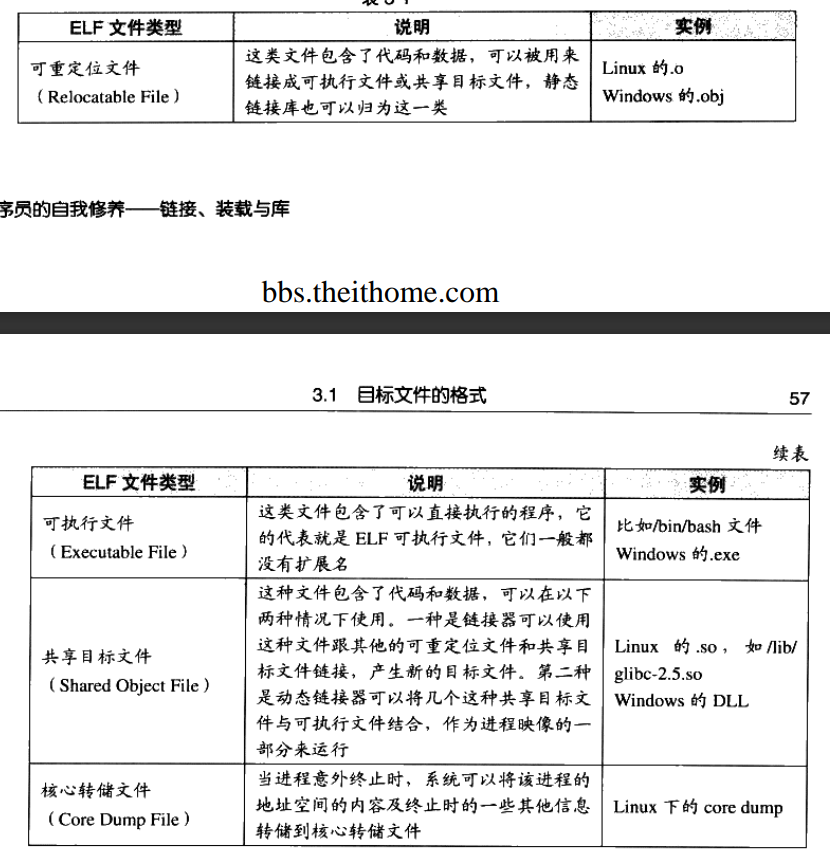 ELF 文件类型 说明 实例
可重定位文件
（Relocatable File）
这类文件包含了代码和数据，可以被用来
链接成可执行文件或共享目标文件，静态
链接库也可以归为这一类
Linux 的.o
Windows 的.obj
序员的自我修养——链接、装载与库
bbs.theithome.com
3.1 目标文件的格式 57
续表
ELF 文件类型 说明 实例
可执行文件
（Executable File）
这类文件包含了可以直接执行的程序，它
的代表就是 ELF 可执行文件，它们一般都
没有扩展名
比如/bin/bash 文件
Windows 的.exe
共享目标文件
（Shared Object File）
这种文件包含了代码和数据，可以在以下
两种情况下使用。一种是链接器可以使用
这种文件跟其他的可重定位文件和共享目
标文件链接，产生新的目标文件。第二种
是动态链接器可以将几个这种共享目标文
件与可执行文件结合，作为进程映像的一
部分来运行
Linux 的 .so，如 /lib/
glibc-2.5.so
Windows 的 DLL
核心转储文件
（Core Dump File）
当进程意外终止时，系统可以将该进程的
地址空间的内容及终止时的一些其他信息
转储到核心转储文件
Linux 下的 core dump